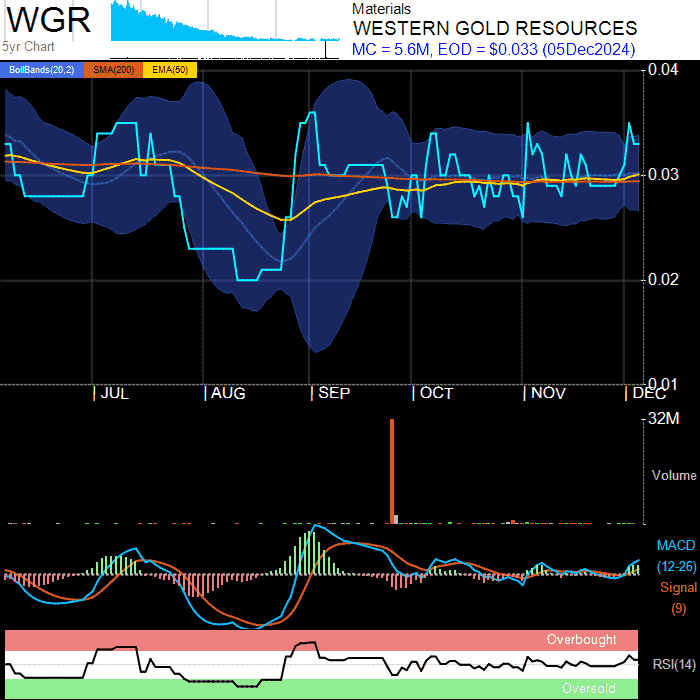 WGR
5yr Chart
Materials
WESTERN GOLD RESOURCES
MC = 5.6M, EOD = $0.033 (05Dec2024)
BollBands(20,2) SMA(200) EMA(50)
0.04
0.03
0.02
0.01
JUL AUG SEP OCT NOV DEC
32M
Volume
MACD
(12-26)
Signal
(9)
Overbought
RSI(14)
Oversold